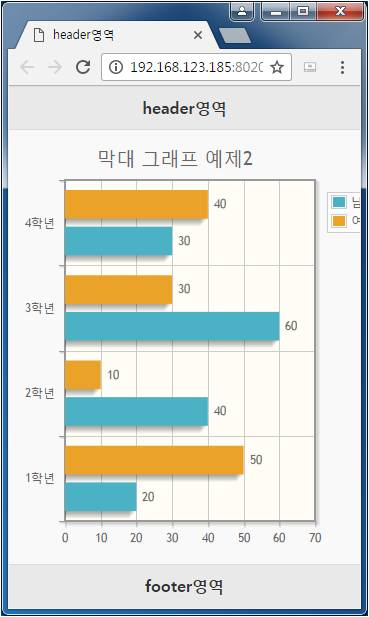 header영역
192.168.123.185:8020
header영역
막대 그래프 예제2
남
여
4학년
40
30
3학년
30
60
2학년
10
40
1학년
50
20
0 10 20 30 40 50 60 70
footer영역